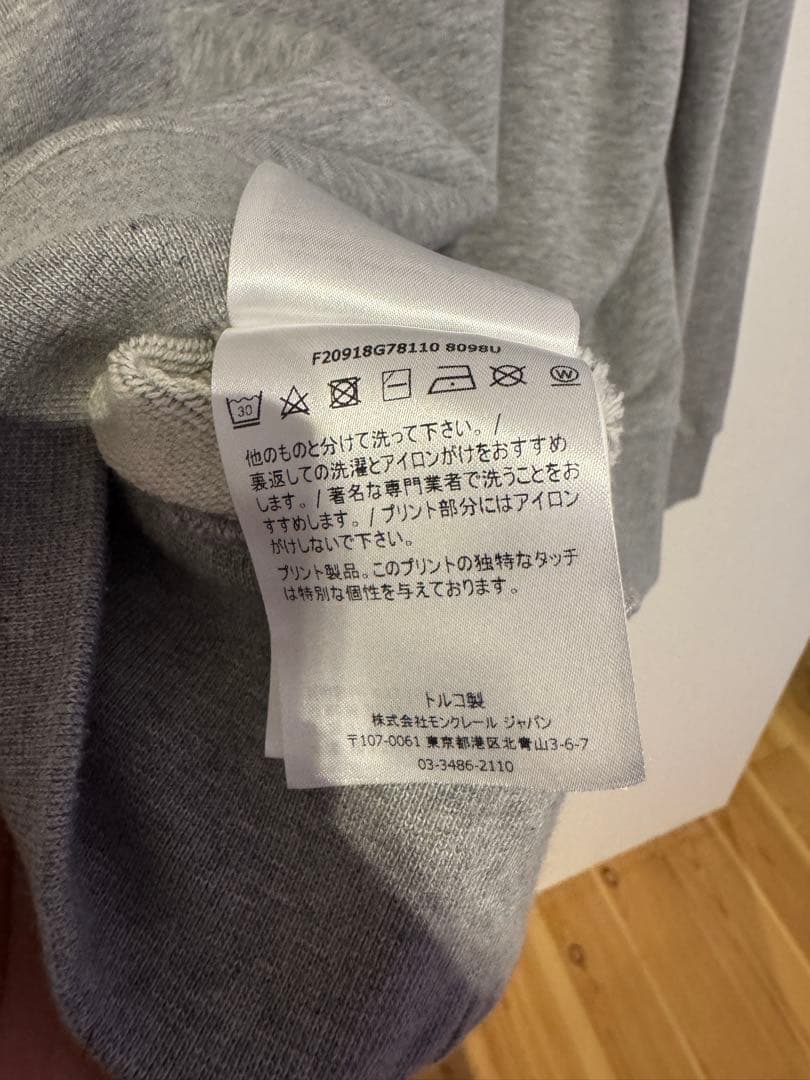 F20918G78110 8098U
30
W
他のものと分けて洗って下さい。/
裏返しての洗濯とアイロンがけをおすすめ
します。/ 著名な専門業者で洗うことをお
すすめします。/ プリント部分にはアイロン
がけしないで下さい。
プリント製品。このプリントの独特なタッチ
は特別な個性を与えております。
トルコ製
株式会社モンクレール ジャパン
〒107-0061 東京都港区北青山3-6-7
03-3486-2110